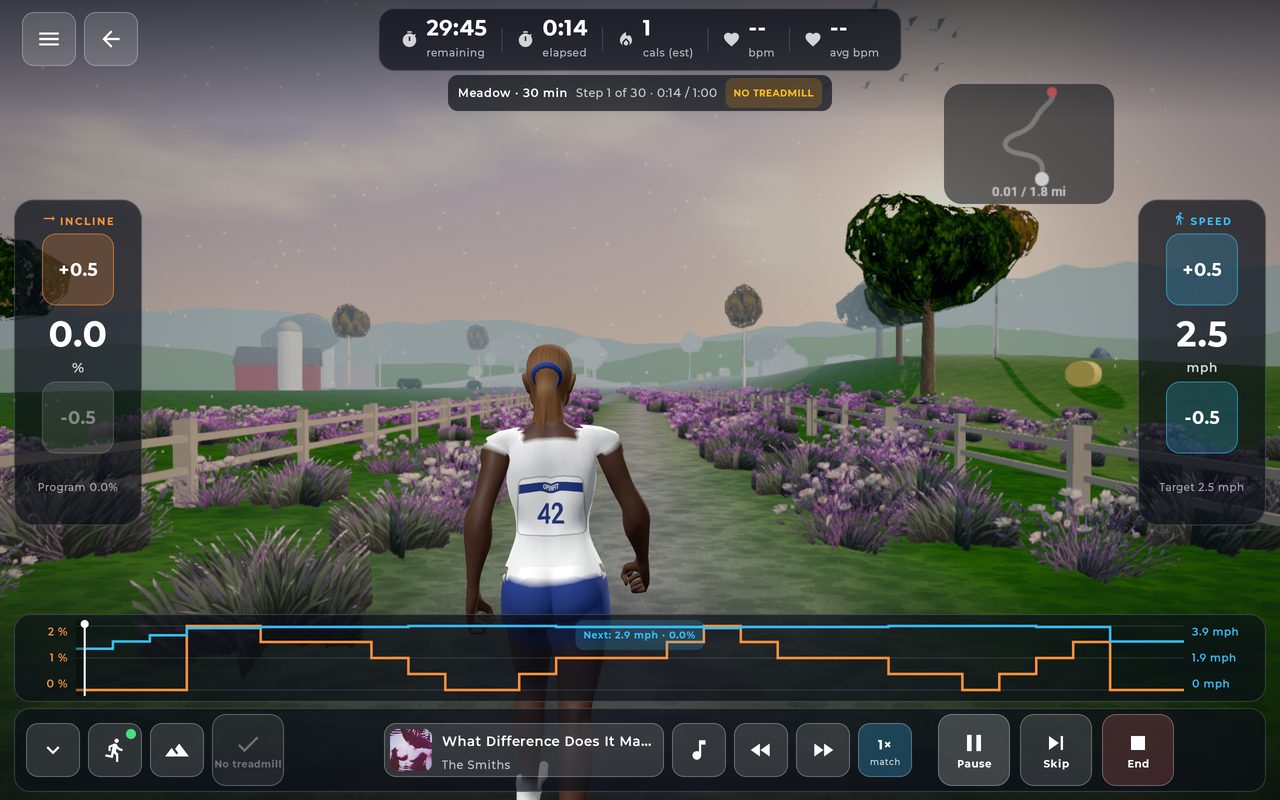 29:45
remaining
0:14
elapsed
1
cals (est)
--
bpm
--
avg bpm
Meadow · 30 min Step 1 of 30 · 0:14 / 1:00 NO TREADMILL
0.01 / 1.8 mi
INCLINE
+0.5
0.0
%
-0.5
Program 0.0%
SPEED
+0.5
2.5
mph
-0.5
Target 2.5 mph
42
2 %
1 %
0 %
Next: 2.9 mph · 0.0%
3.9 mph
1.9 mph
0 mph
No treadmill
What Difference Does It Ma...
The Smiths
1×
match
Pause
Skip
End